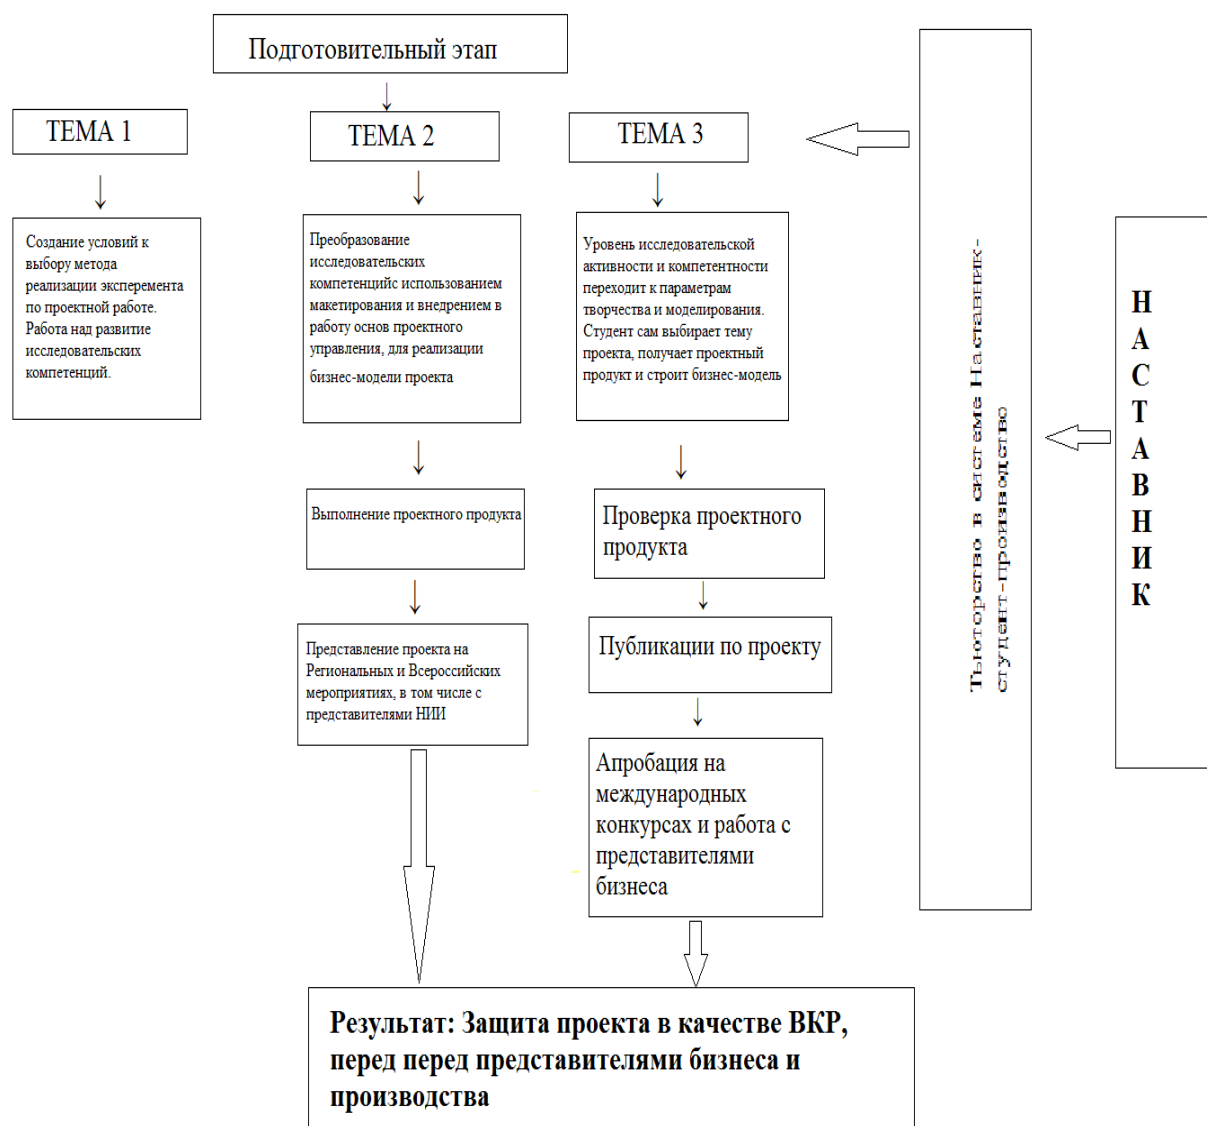 Подготовительный этап
ТЕМА 1
ТЕМА 2
ТЕМА 3
Создание условий к
выбору метода
реализации эксперемента
по проектной работе.
Работа над развитие
исследовательских
компетенций.
Преобразование
исследовательских
компетенцийс использованием
макетирования и внедрением в
работу основ проектного
управления, для реализации
бизнес-модели проекта
Уровень исследовательской
активности и компетентности
переходит к параметрам
творчества и моделирования.
Студент сам выбирает тему
проекта, получает проектный
продукт и строит бизнес-модель
Выполнение проектного продукта
Проверка проектного
продукта
Представление проекта на
Региональных и Всероссийских
мероприятиях, в том числе с
представителями НИИ
Публикации по проекту
Апробация на
международных
конкурсах и работа с
представителями
бизнеса
Результат: Защита проекта в качестве ВКР,
перед перед представителями бизнеса и
производства
Тьюторство в системе Наставник-
студент-производство
Н
А
С
Т
А
В
Н
И
К